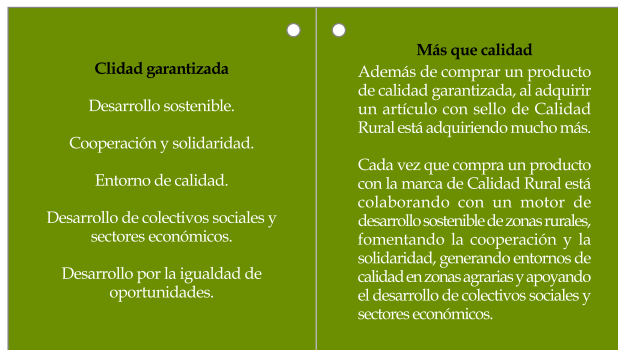 Clidad garantizada
Desarrollo sostenible.
Cooperación y solidaridad.
Entorno de calidad.
Desarrollo de colectivos sociales y
sectores económicos.
Desarrollo por la igualdad de
oportunidades.
Más que calidad
Además de comprar un producto
de calidad garantizada, al adquirir
un artículo con sello de Calidad
Rural está adquiriendo mucho más.
Cada vez que compra un producto
con la marca de Calidad Rural está
colaborando con un motor de
desarrollo sostenible de zonas rurales,
fomentando la cooperación y la
solidaridad, generando entornos de
calidad en zonas agrarias y apoyando
el desarrollo de colectivos sociales y
sectores económicos.